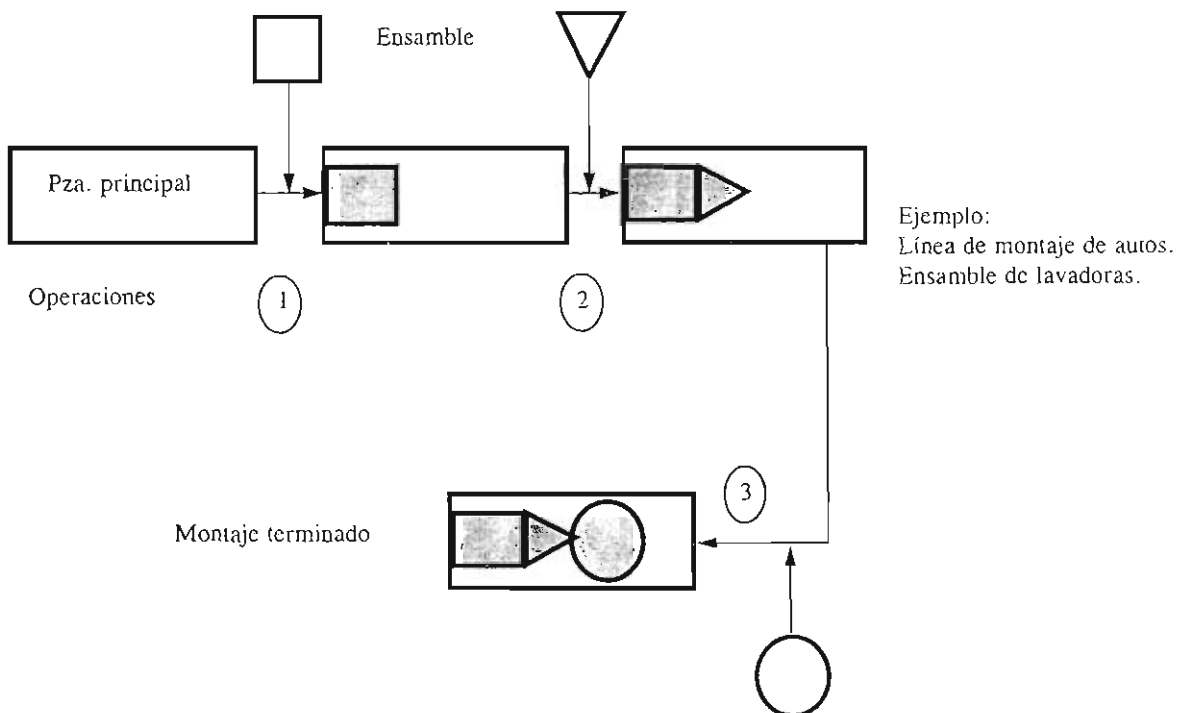 Ensamble
Pza. principal
Ejemplo:
Línea de montaje de autos.
Ensamble de lavadoras.
Operaciones
1
2
3
Montaje terminado